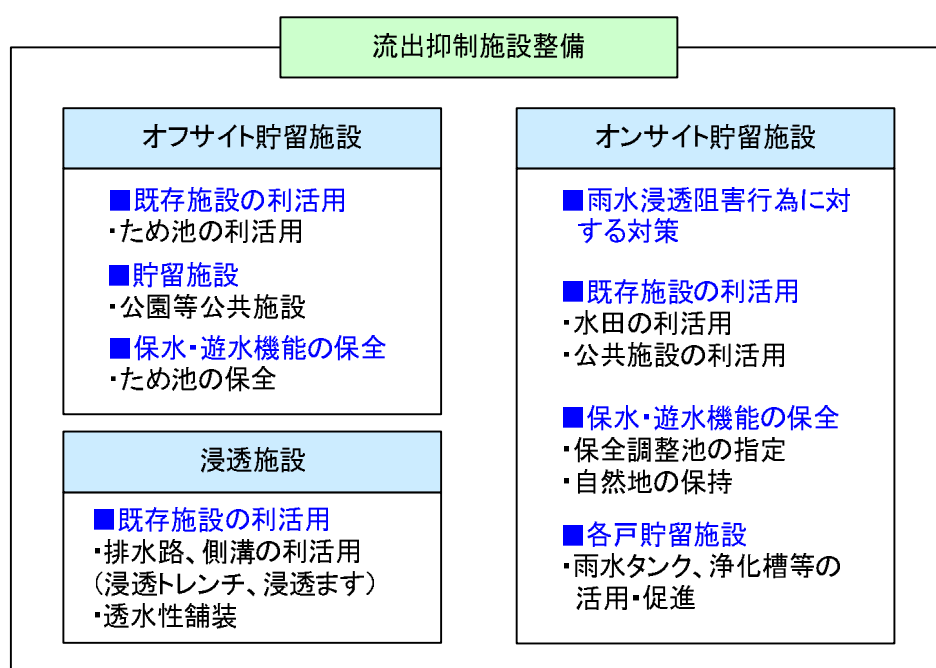 流出抑制施設整備
オフサイト貯留施設
■既存施設の利活用
・ため池の利活用
■貯留施設
・公園等公共施設
■保水・遊水機能の保全
・ため池の保全
浸透施設
■既存施設の利活用
・排水路、側溝の利活用
（浸透トレンチ、浸透ます）
・透水性舗装
オンサイト貯留施設
■雨水浸透阻害行為に対
する対策
■既存施設の利活用
・水田の利活用
・公共施設の利活用
■保水・遊水機能の保全
・保全調整池の指定
・自然地の保持
■各戸貯留施設
・雨水タンク、浄化槽等の
活用・促進